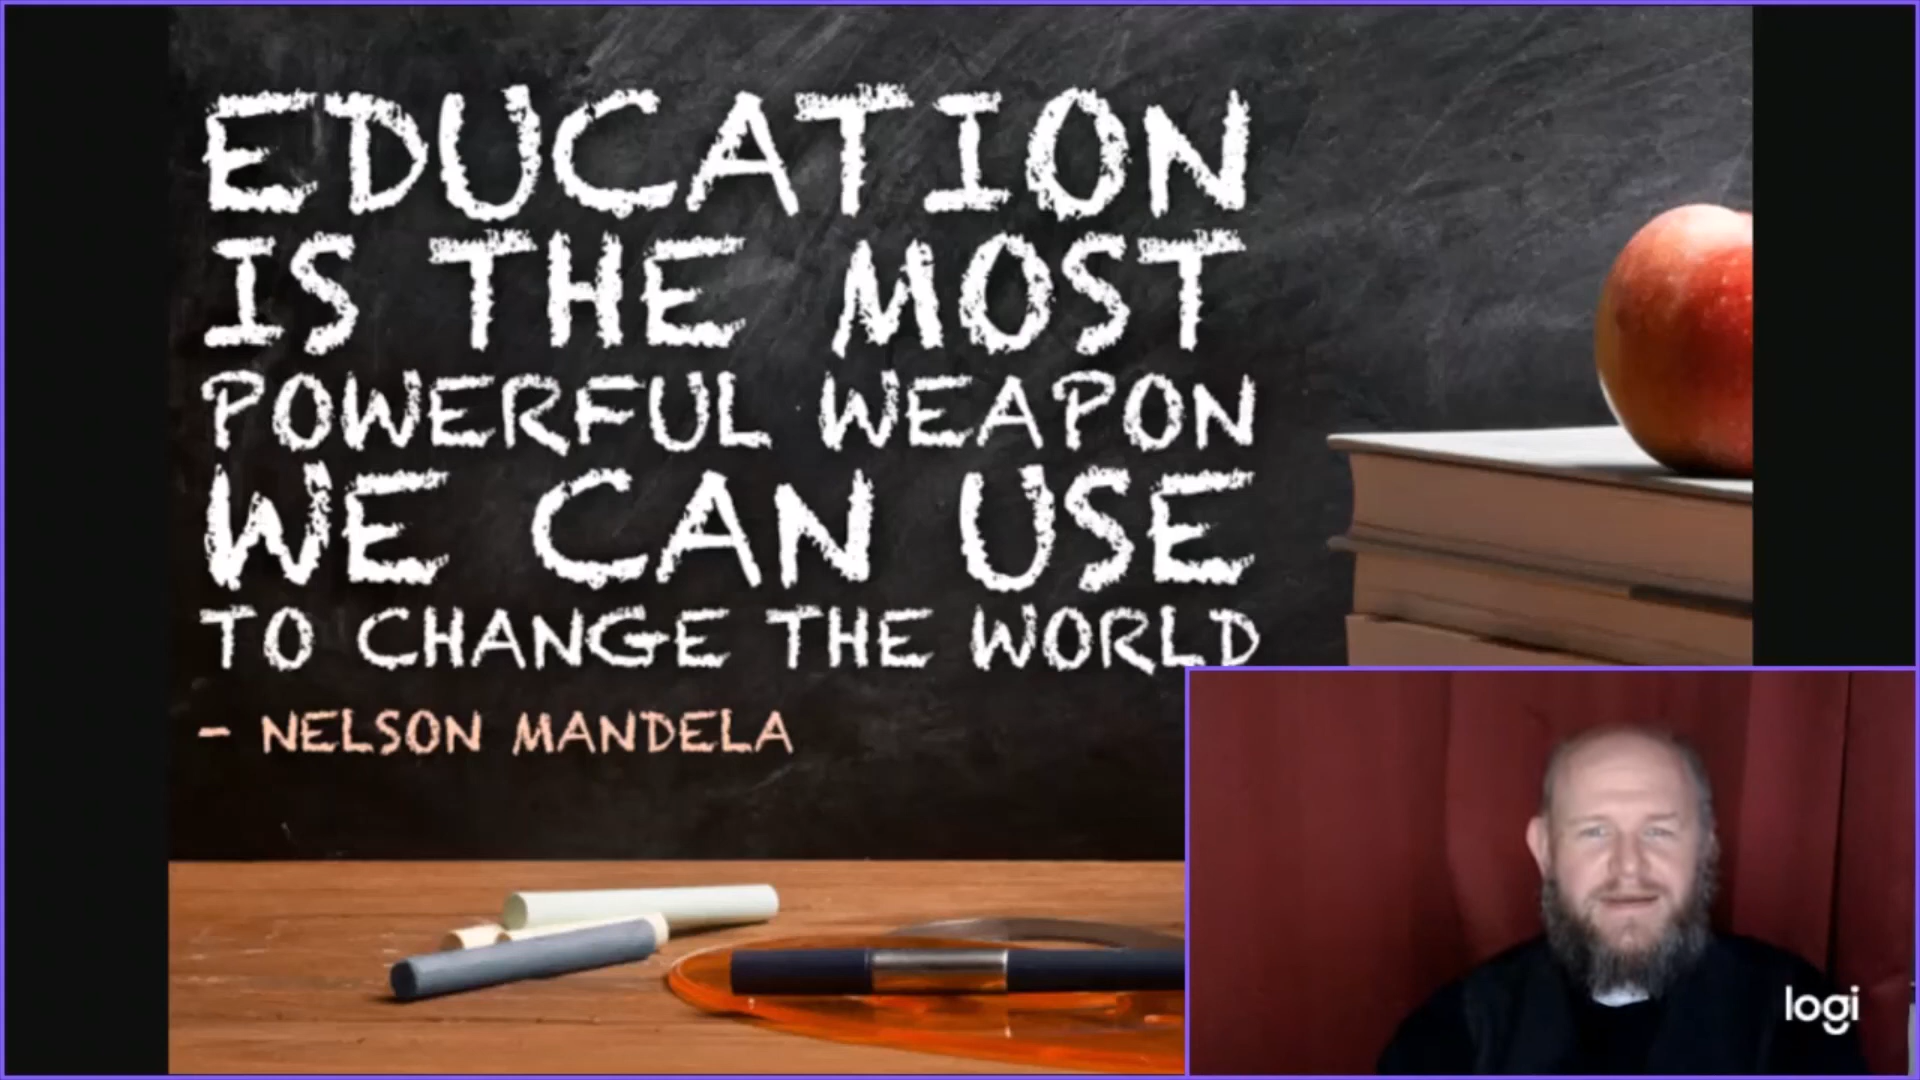 EDUCATION
IS THE MOST
POWERFUL WEAPON
WE CAN USE
TO CHANGE THE WORLD
- NELSON MANDELA
logi